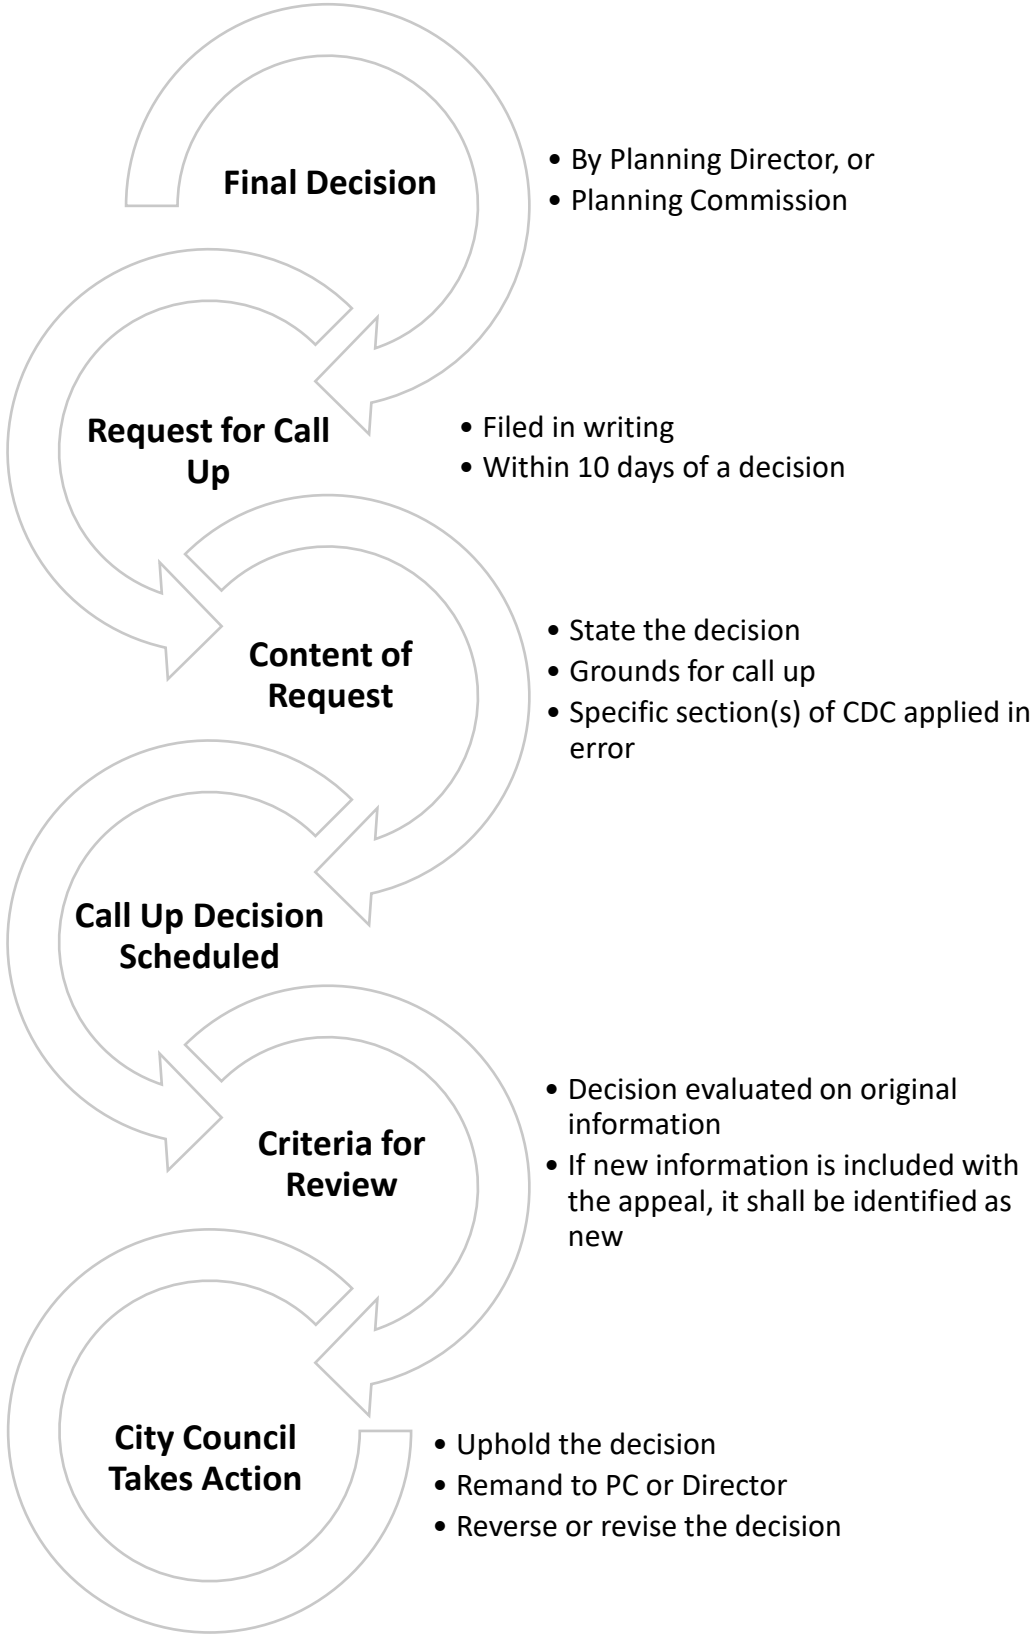 Final Decision
• By Planning Director, or
• Planning Commission
Request for Call
Up
• Filed in writing
• Within 10 days of a decision
Content of
Request
• State the decision
• Grounds for call up
• Specific section(s) of CDC applied in
error
Call Up Decision
Scheduled
Criteria for
Review
• Decision evaluated on original
information
• If new information is included with
the appeal, it shall be identified as
new
City Council
Takes Action
• Uphold the decision
• Remand to PC or Director
• Reverse or revise the decision